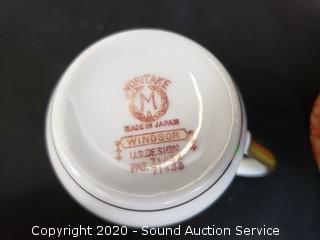 NORITAKE
M
MADE IN JAPAN
WINDSOR
U.S. DESIGN
PAT.
Copyright 2020 - Sound Auction Service